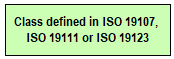 Class defined in ISO 19107,
ISO 19111 or ISO 19123